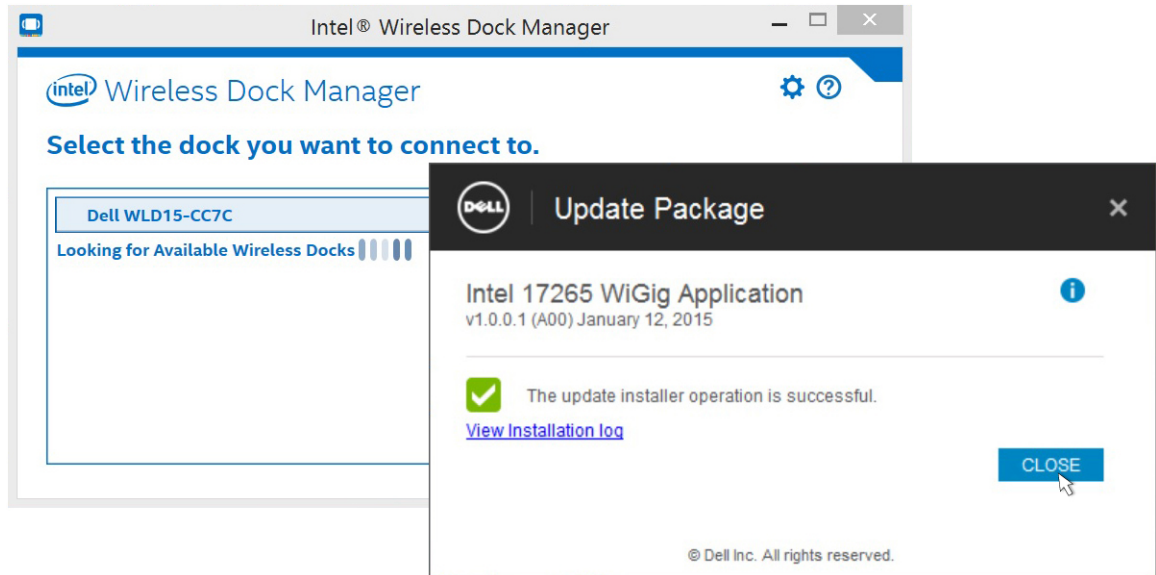 Intel® Wireless Dock Manager
intel Wireless Dock Manager
Select the dock you want to connect to.
Dell WLD15-CC7C
Looking for Available Wireless Docks
DELL Update Package
Intel 17265 WiGig Application
v1.0.0.1 (A00) January 12, 2015
The update installer operation is successful.
View Installation log
CLOSE
© Dell Inc. All rights reserved.